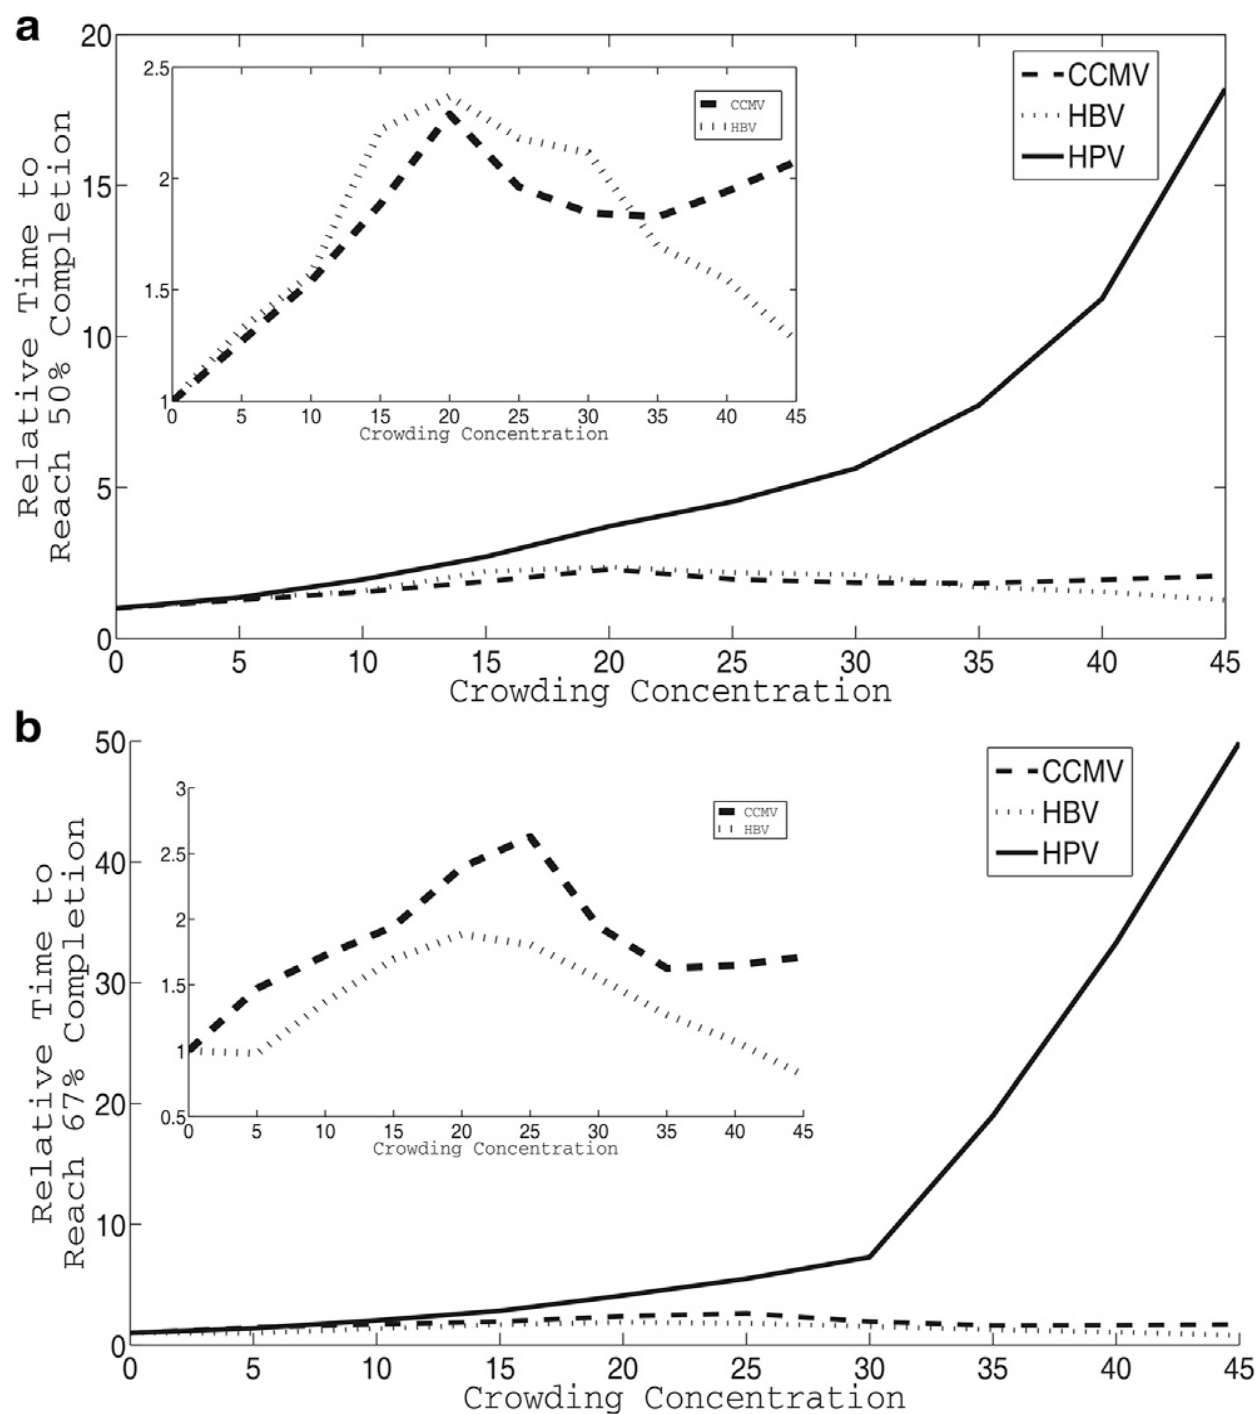 a
20
15
10
5
0
Relative Time to
Reach 50% Completion
2.5
2
1.5
1
CCMV
HBV
0 5 10 15 20 25 30 35 40 45
Crowding Concentration
CCMV
HBV
HPV
0 5 10 15 20 25 30 35 40 45
Crowding Concentration
b
50
40
30
20
10
0
Relative Time to
Reach 67% Completion
3
2.5
2
1.5
1
0.5
CCMV
HBV
0 5 10 15 20 25 30 35 40 45
Crowding Concentration
CCMV
HBV
HPV
0 5 10 15 20 25 30 35 40 45
Crowding Concentration